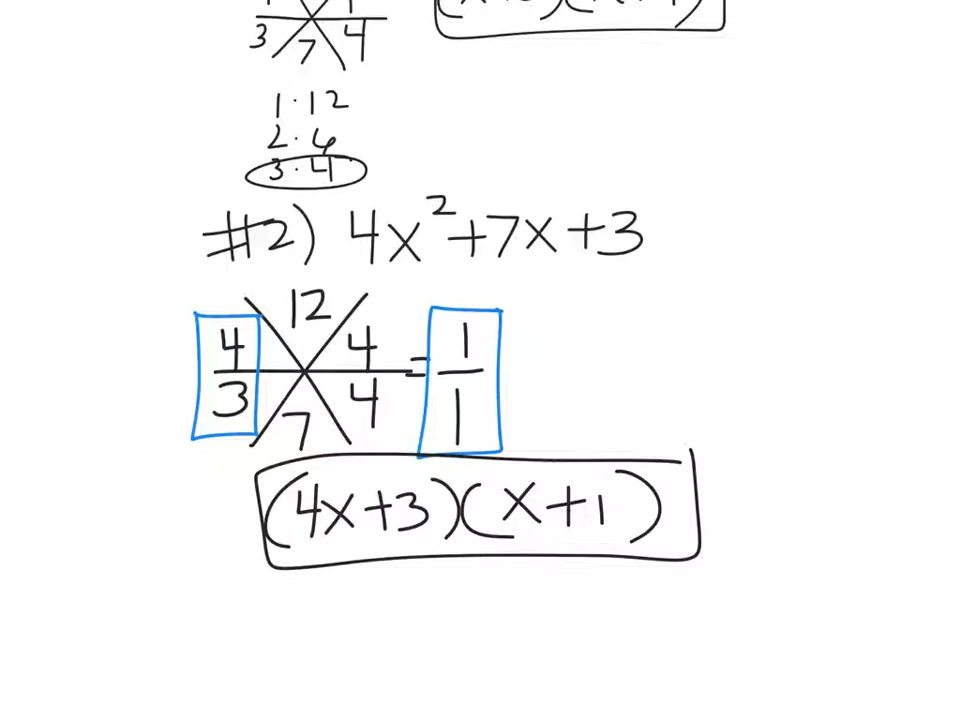 3 7 4
1·12
2·6
3·4
#2) 4x²+7x+3
12
4 4 = 1
3 4 1
7
(4x+3)(x+1)